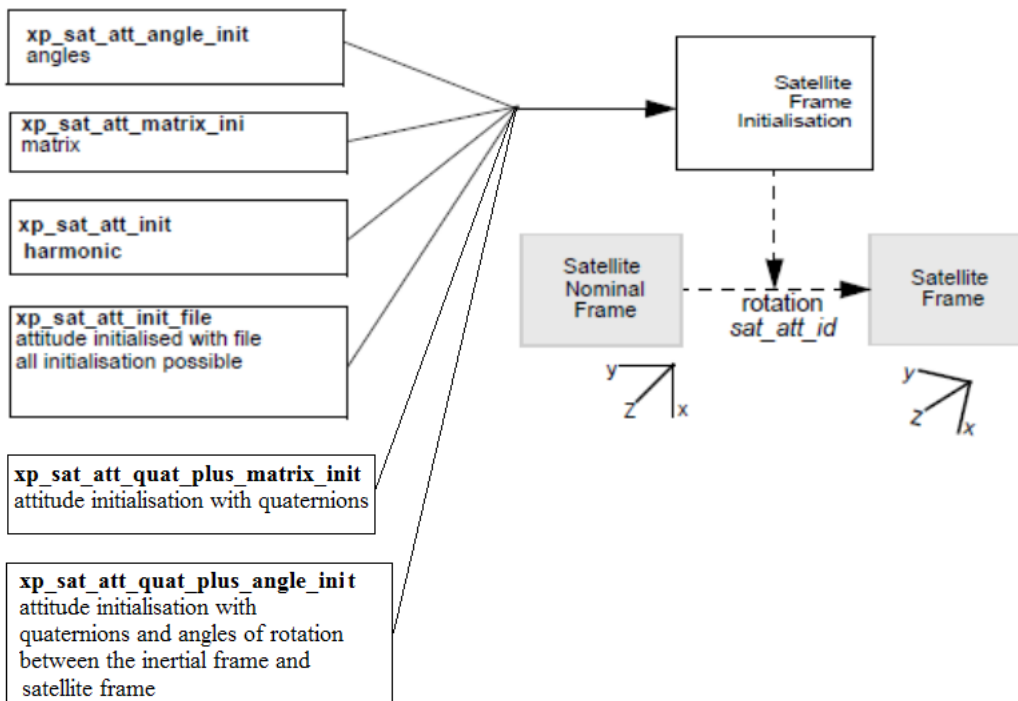 xp_sat_att_angle_init
angles
xp_sat_att_matrix_ini
matrix
xp_sat_att_init
harmonic
xp_sat_att_init_file
attitude initialised with file
all initialisation possible
xp_sat_att_quat_plus_matrix_init
attitude initialisation with quaternions
xp_sat_att_quat_plus_angle_init
attitude initialisation with
quaternions and angles of rotation
between the inertial frame and
satellite frame
Satellite
Frame
Initialisation
Satellite
Nominal
Frame
rotation
sat_att_id
Satellite
Frame
y
Z
x
y
Z
x